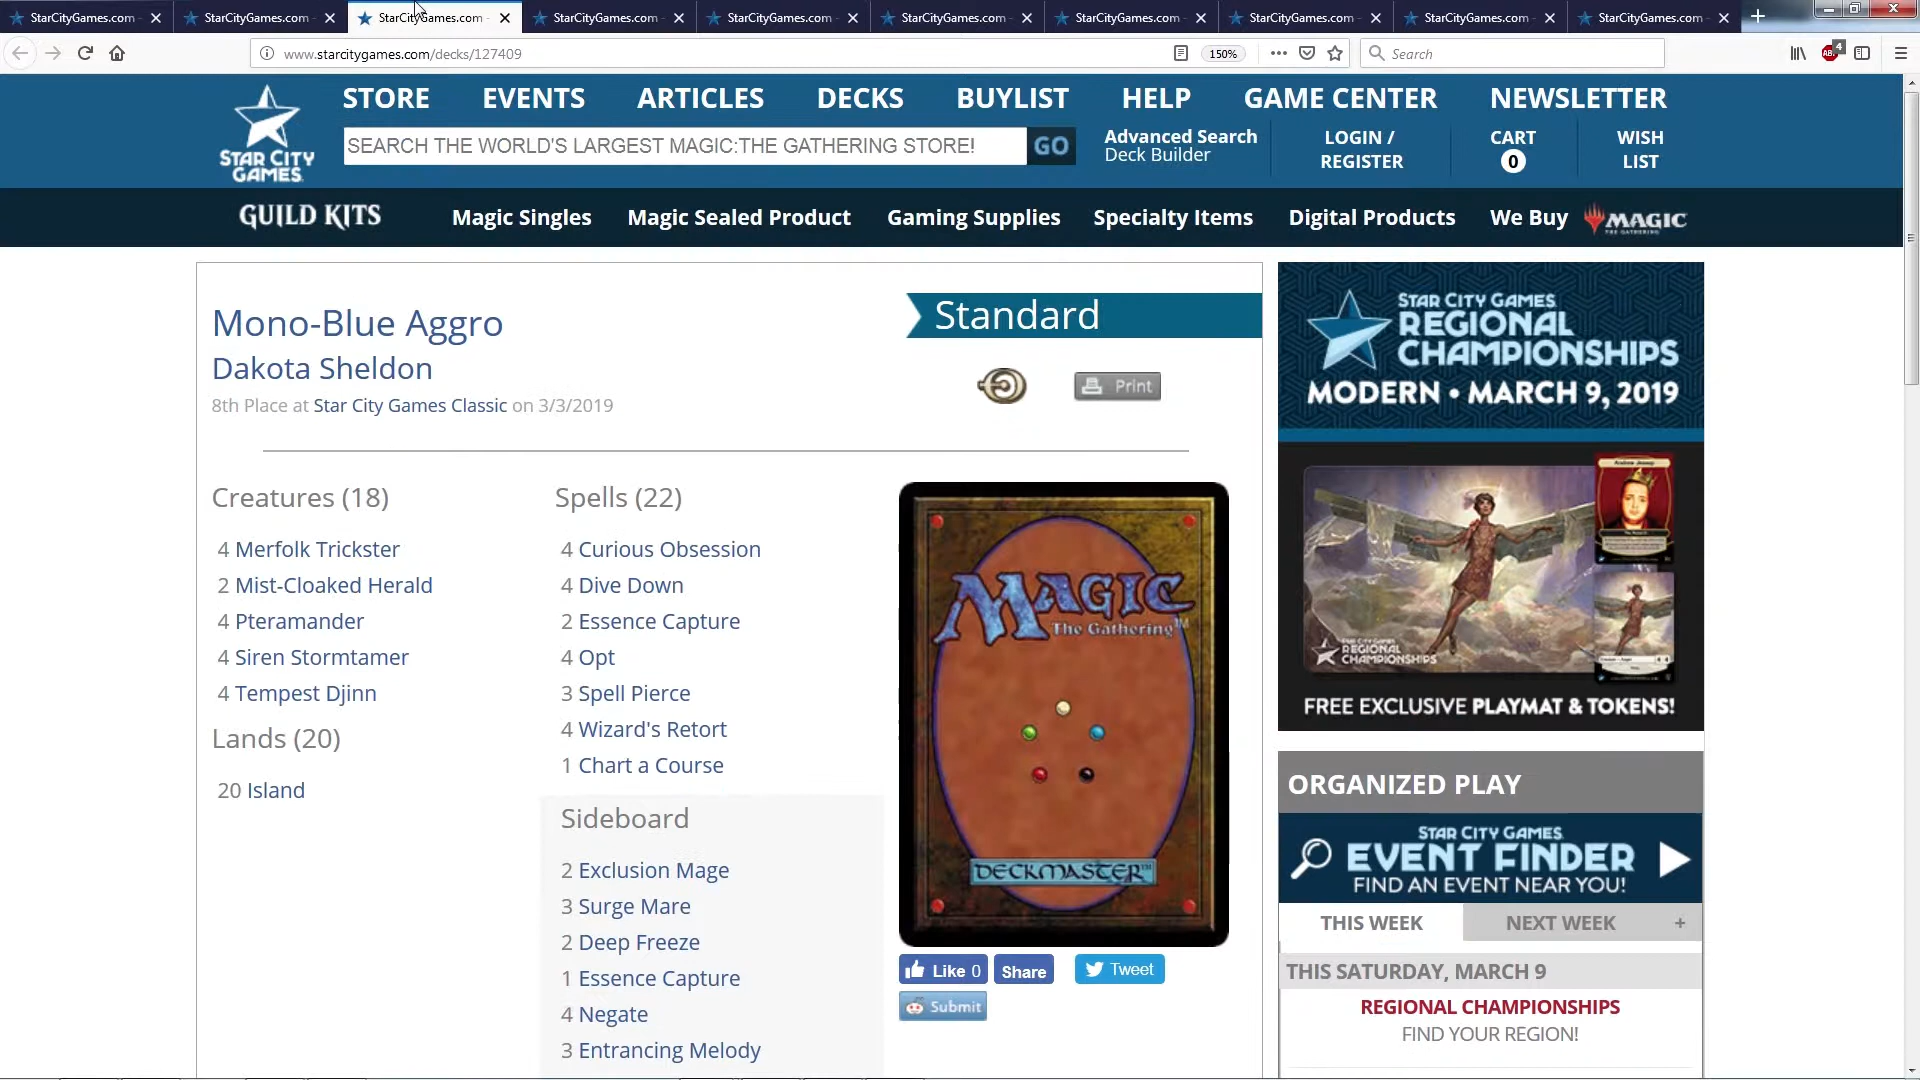 StarCityGames.com - StarCityGames.com - StarCityGames.com - StarCityGames.com - StarCityGames.com - StarCityGames.com - StarCityGames.com - StarCityGames.com - StarCityGames.com - StarCityGames.com -
www.starcitygames.com/decks/127409 150% Search 4
STORE EVENTS ARTICLES DECKS BUYLIST HELP GAME CENTER NEWSLETTER
STAR CITY GAMES
SEARCH THE WORLD'S LARGEST MAGIC:THE GATHERING STORE! GO
Advanced Search
Deck Builder
LOGIN /
REGISTER
CART
0
WISH
LIST
GUILD KITS Magic Singles Magic Sealed Product Gaming Supplies Specialty Items Digital Products We Buy MAGIC
Mono-Blue Aggro
Dakota Sheldon
8th Place at Star City Games Classic on 3/3/2019
Standard
Print
Creatures (18)
4 Merfolk Trickster
2 Mist-Cloaked Herald
4 Pteramander
4 Siren Stormtamer
4 Tempest Djinn
Lands (20)
20 Island
Spells (22)
4 Curious Obsession
4 Dive Down
2 Essence Capture
4 Opt
3 Spell Pierce
4 Wizard's Retort
1 Chart a Course
Sideboard
2 Exclusion Mage
3 Surge Mare
2 Deep Freeze
1 Essence Capture
4 Negate
3 Entrancing Melody
MAGIC
The Gathering
DECKMASTER
Like 0 Share Tweet
Submit
STAR CITY GAMES
REGIONAL
CHAMPIONSHIPS
MODERN • MARCH 9, 2019
STAR CITY GAMES
REGIONAL
CHAMPIONSHIPS
FREE EXCLUSIVE PLAYMAT & TOKENS!
ORGANIZED PLAY
STAR CITY GAMES
EVENT FINDER
FIND AN EVENT NEAR YOU!
THIS WEEK NEXT WEEK +
THIS SATURDAY, MARCH 9
REGIONAL CHAMPIONSHIPS
FIND YOUR REGION!